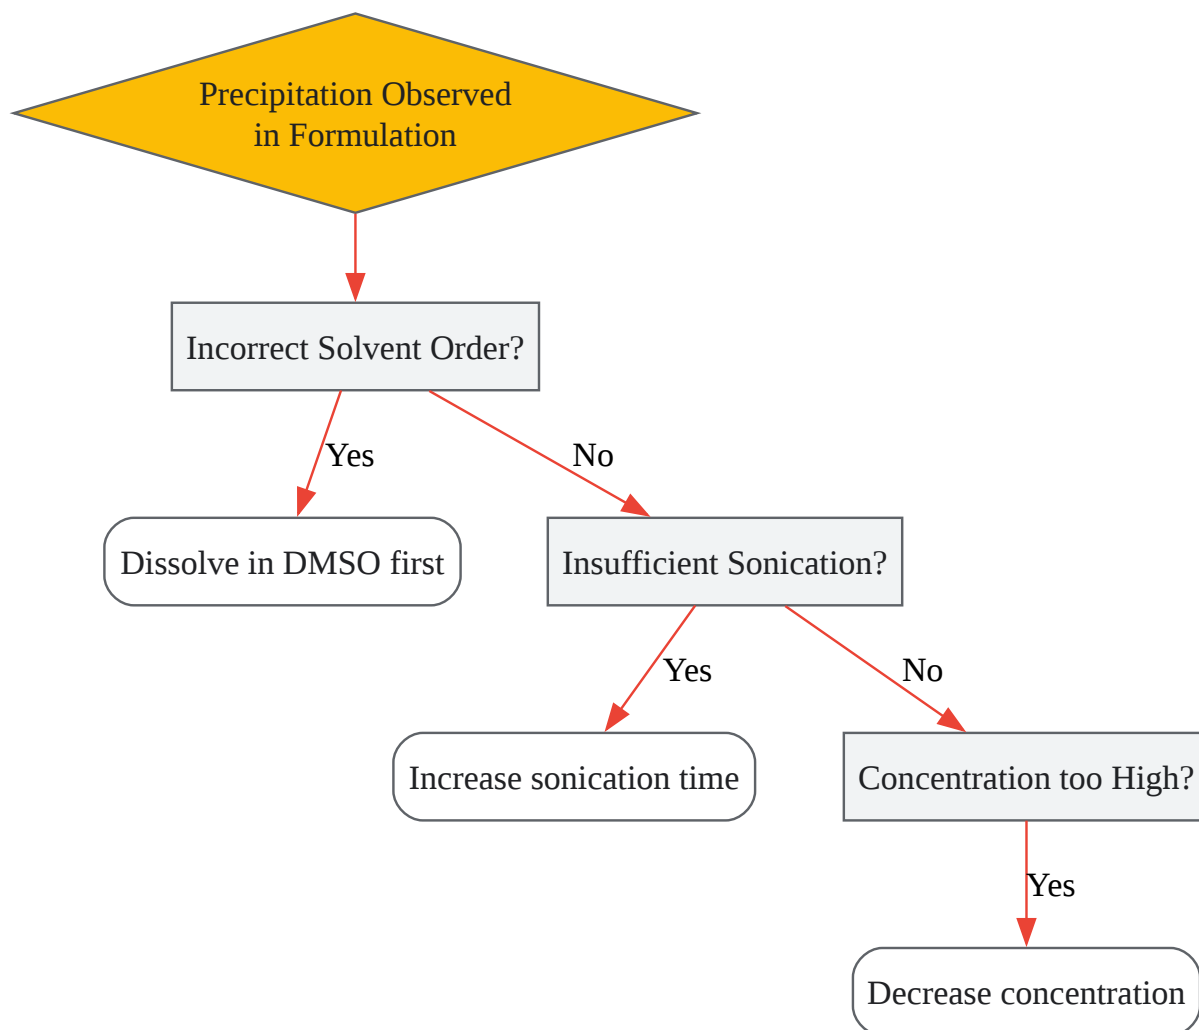 Precipitation Observed
in Formulation
Incorrect Solvent Order?
Yes
No
Dissolve in DMSO first
Insufficient Sonication?
Yes
No
Increase sonication time
Concentration too High?
Yes
Decrease concentration